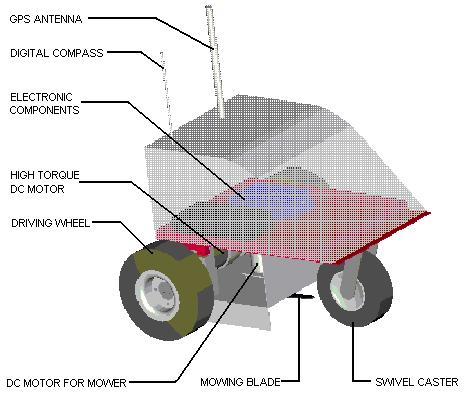 GPS ANTENNA
DIGITAL COMPASS
ELECTRONIC
COMPONENTS
HIGH TORQUE
DC MOTOR
DRIVING WHEEL
DC MOTOR FOR MOWER
MOWING BLADE
SWIVEL CASTER